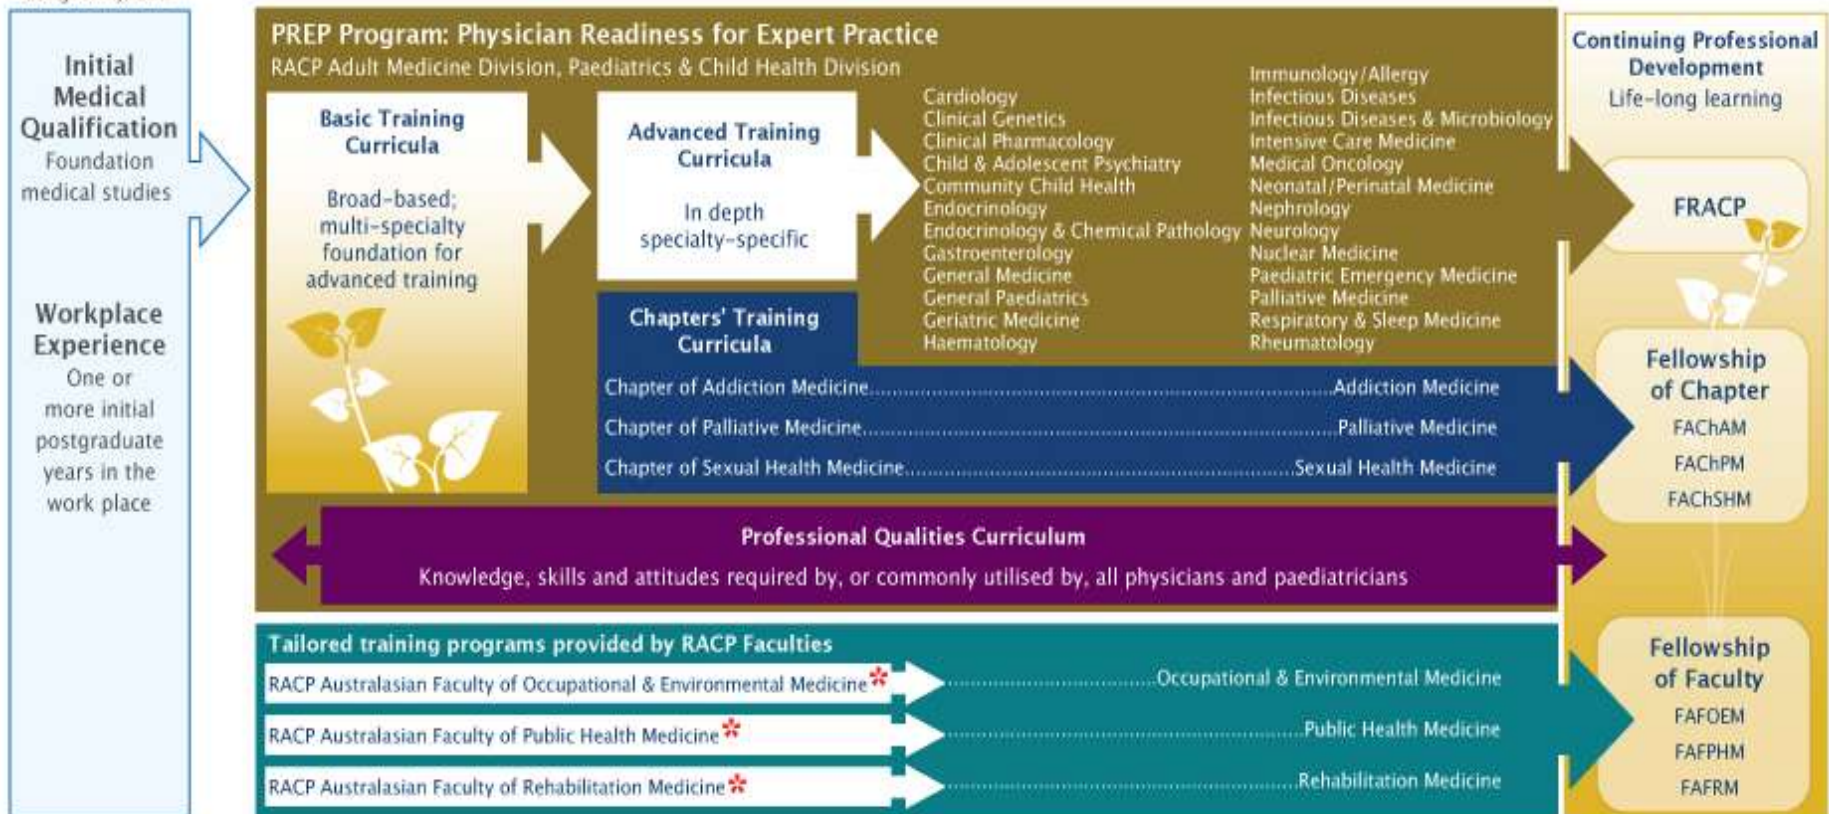 Initial
Medical
Qualification
Foundation
medical studies
Workplace
Experience
One or
more initial
postgraduate
years in the
work place
PREP Program: Physician Readiness for Expert Practice
RACP Adult Medicine Division, Paediatrics & Child Health Division
Basic Training
Curricula
Broad-based;
multi-specialty
foundation for
advanced training
Advanced Training
Curricula
In depth
specialty-specific
Cardiology
Clinical Genetics
Clinical Pharmacology
Child & Adolescent Psychiatry
Community Child Health
Endocrinology
Endocrinology & Chemical Pathology
Gastroenterology
General Medicine
General Paediatrics
Geriatric Medicine
Haematology
Immunology/Allergy
Infectious Diseases
Infectious Diseases & Microbiology
Intensive Care Medicine
Medical Oncology
Neonatal/Perinatal Medicine
Nephrology
Neurology
Nuclear Medicine
Paediatric Emergency Medicine
Palliative Medicine
Respiratory & Sleep Medicine
Rheumatology
Chapters' Training
Curricula
Chapter of Addiction Medicine..........Addiction Medicine
Chapter of Palliative Medicine..........Palliative Medicine
Chapter of Sexual Health Medicine..........Sexual Health Medicine
Professional Qualities Curriculum
Knowledge, skills and attitudes required by, or commonly utilised by, all physicians and paediatricians
Tailored training programs provided by RACP Faculties
RACP Australasian Faculty of Occupational & Environmental Medicine* ..........Occupational & Environmental Medicine
RACP Australasian Faculty of Public Health Medicine* ..........Public Health Medicine
RACP Australasian Faculty of Rehabilitation Medicine* ..........Rehabilitation Medicine
Continuing Professional
Development
Life-long learning
FRACP
Fellowship
of Chapter
FAChAM
FAChPM
FAChSHM
Fellowship
of Faculty
FAFOEM
FAFPHM
FAFRM